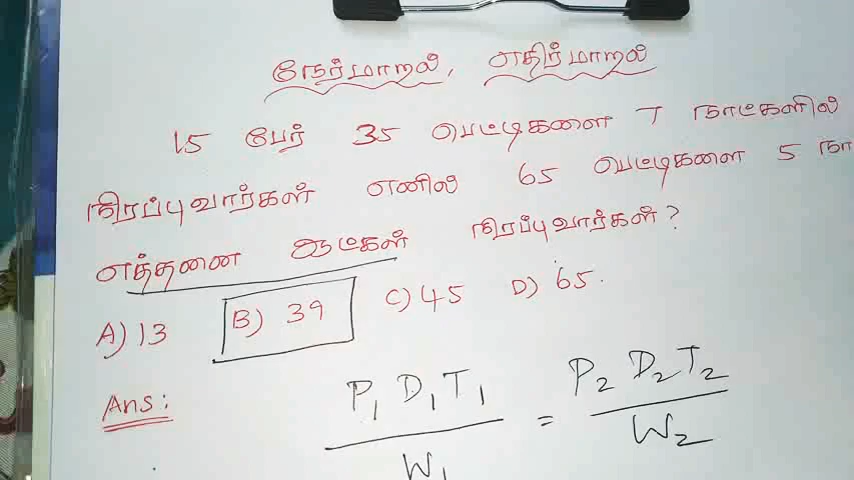 நேர்மாறல், எதிர்மாறல்
15 பேர் 35 பெட்டிகளை 7 நாட்களில்
நிரப்புவார்கள் எனில் 65 பெட்டிகளை 5 நா
எத்தனை ஆட்கள் நிரப்புவார்கள்?
A) 13 B) 39 C) 45 D) 65.
Ans:
P₁ D₁ T₁ / W₁ = P₂ D₂ T₂ / W₂